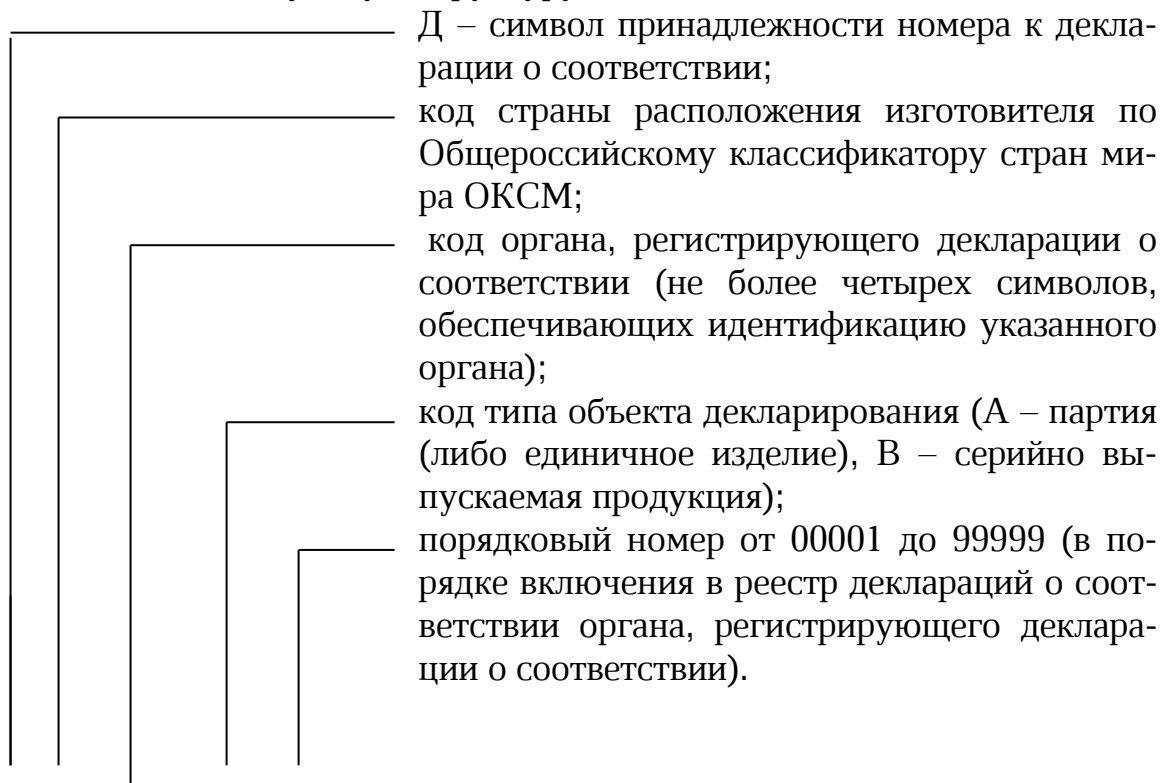 Д – символ принадлежности номера к декла-
рации о соответствии;
код страны расположения изготовителя по
Общероссийскому классификатору стран ми-
ра ОКСМ;
код органа, регистрирующего декларации о
соответствии (не более четырех символов,
обеспечивающих идентификацию указанного
органа);
код типа объекта декларирования (А – партия
(либо единичное изделие), В – серийно вы-
пускаемая продукция);
порядковый номер от 00001 до 99999 (в по-
рядке включения в реестр деклараций о соот-
ветствии органа, регистрирующего деклара-
ции о соответствии).